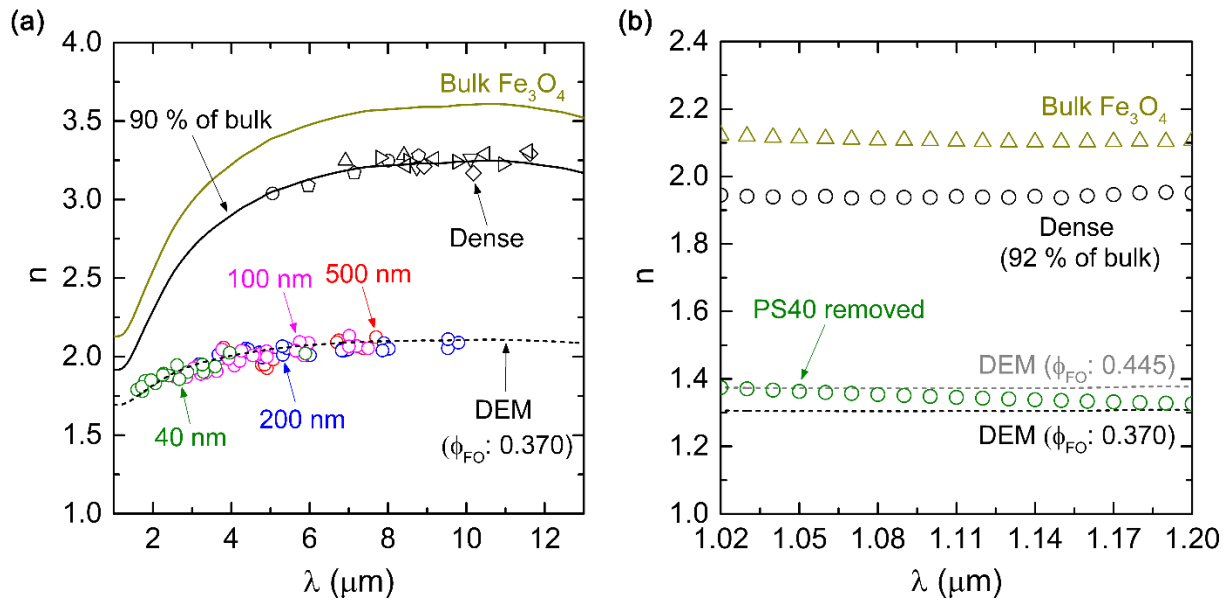 (a)
4.0
3.5
3.0
2.5
2.0
1.5
1.0
n
2 4 6 8 10 12
λ (μm)
Bulk Fe₃O₄
90 % of bulk
Dense
100 nm
500 nm
200 nm
40 nm
DEM
(ϕ_FO: 0.370)
(b)
2.4
2.2
2.0
1.8
1.6
1.4
1.2
1.0
n
1.02 1.05 1.08 1.11 1.14 1.17 1.20
λ (μm)
Bulk Fe₃O₄
Dense
(92 % of bulk)
PS40 removed
DEM (ϕ_FO: 0.445)
DEM (ϕ_FO: 0.370)